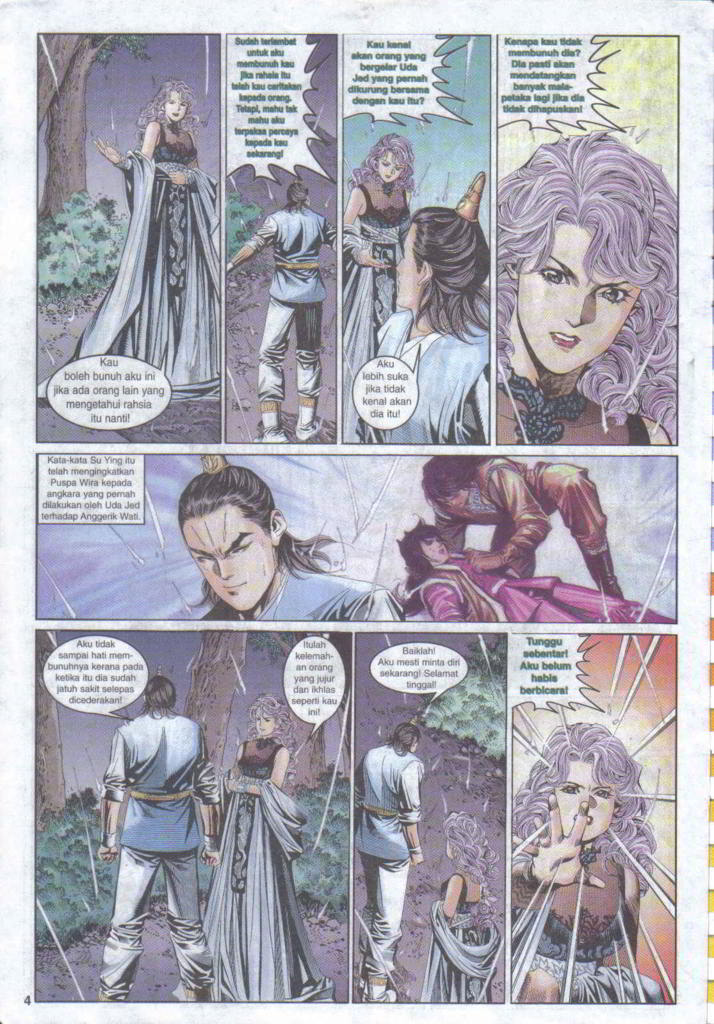 Kau
boleh bunuh aku ini
jika ada orang lain yang
mengetahui rahsia
itu nanti!
Sudah terlambat
untuk aku
membunuh kau
jika rahsia itu
telah kau ceritakan
kepada orang.
Tetapi, mahu tak
mahu aku
terpaksa percaya
kepada kau
sekarang!
Kau kenal
akan orang yang
bergelar Uda
Jed yang pernah
dikurung bersama
dengan kau itu?
Aku
lebih suka
jika tidak
kenal akan
dia itu!
Kenapa kau tidak
membunuh dia?
Dia pasti akan
mendatangkan
banyak mala-
petaka lagi jika dia
tidak dihapuskan!
Kata-kata Su Ying itu
telah mengingatkan
Puspa Wira kepada
angkara yang pernah
dilakukan oleh Uda Jed
terhadap Anggerik Wati.
Aku tidak
sampai hati mem-
bunuhnya kerana pada
ketika itu dia sudah
jatuh sakit selepas
dicederakan!
Itulah
kelemah-
an orang
yang jujur
dan ikhlas
seperti kau
ini!
Baiklah!
Aku mesti minta diri
sekarang! Selamat
tinggal!
Tunggu
sebentar!
Aku belum
habis
berbicara!
4